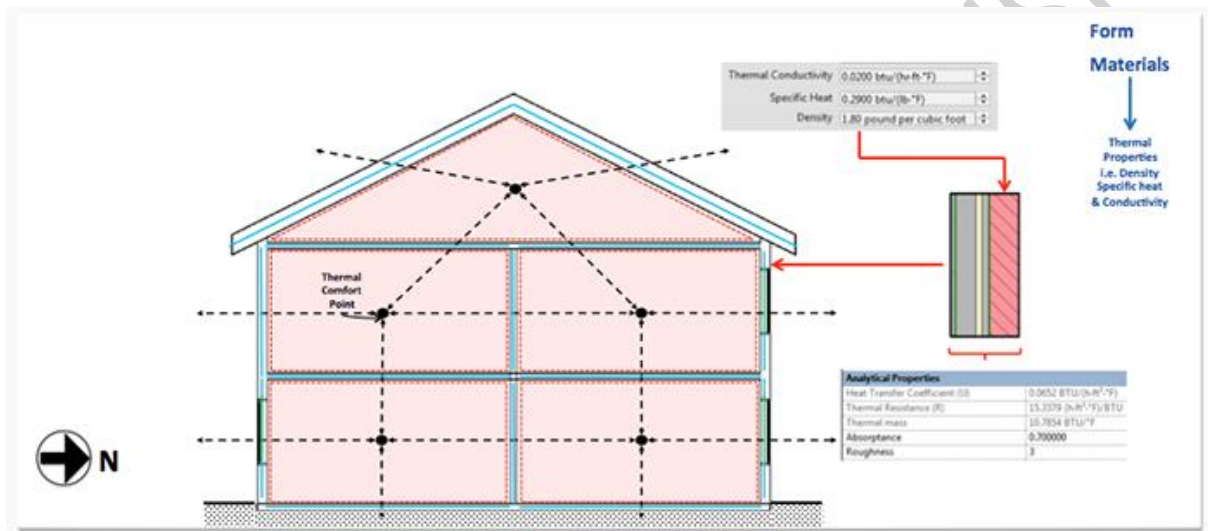 Form
Materials
Thermal
Properties
i.e. Density
Specific heat
& Conductivity
Thermal Conductivity 0.0200 btu/(hr·ft·°F)
Specific Heat 0.2900 btu/(lb·°F)
Density 1.80 pound per cubic foot
Thermal
Comfort
Point
N
Analytical Properties
Heat Transfer Coefficient (U) 0.0652 BTU/(h·ft²·°F)
Thermal Resistance (R) 15.3379 (h·ft²·°F)/BTU
Thermal mass 10.7854 BTU/°F
Absorptance 0.700000
Roughness 3